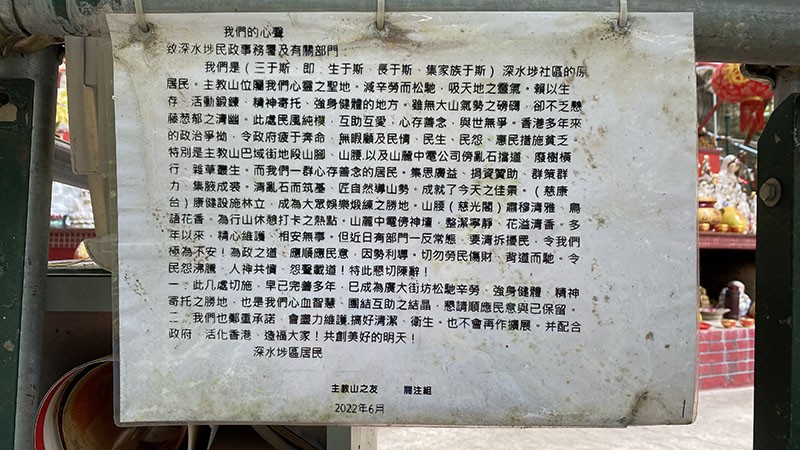 我們的心聲
致深水埗民政事務署及有關部門
我們是（三于斯、即、生于斯、長于斯、集家族于斯）深水埗社區的原
居民。主教山位屬我們心靈之聖地。減辛勞而松馳，吸天地之靈氣。賴以生
存、活動鍛鍊、精神寄托、強身健體的地方。雖無大山氣勢之磅礴，卻不乏懸
藤葱郁之清幽。此處民風純樸，互助互愛、心存善念、與世無爭。香港多年來
的政治爭拗，令政府疲于奔命，無暇顧及民情、民生、民怨、惠民措施貧乏。
特別是主教山巴域街地段山腳、山腰,以及山麓中電公司傍亂石擋道、廢樹橫
行、雜草叢生。而我們一群心存善念的居民。集思廣益、捐資贊助、群策群
力、集腋成裘。清亂石而筑基、匠自然導山勢。成就了今天之佳景。（慈康
台）康健設施林立，成為大眾娛樂煅練之勝地。山腰（慈光閣）肅穆清雅、鳥
語花香。為行山休憩打卡之熱點。山麓中電傍神壇，整潔寧靜、花溢清香。多
年以來，精心維護、相安無事。但近日有部門一反常態、要清拆擾民，令我們
極為不安！為政之道、應順應民意、因勢利導。切勿勞民傷財、背道而馳。令
民怨沸騰、人神共憤、怨聲載道！特此懇切陳辭！
一、此几處切施，早己完善多年，巳成為廣大街坊松馳辛勞、強身健體、精神
寄托之勝地，也是我們心血智慧、團結互助之結晶，懇請順應民意與已保留。
二、我們也鄭重承諾，會盡力維護,搞好清潔、衛生。也不會再作擴展。并配合
政府、活化香港、造福大家！共創美好的明天！
深水埗區居民
主教山之友 關注組
2022年6月